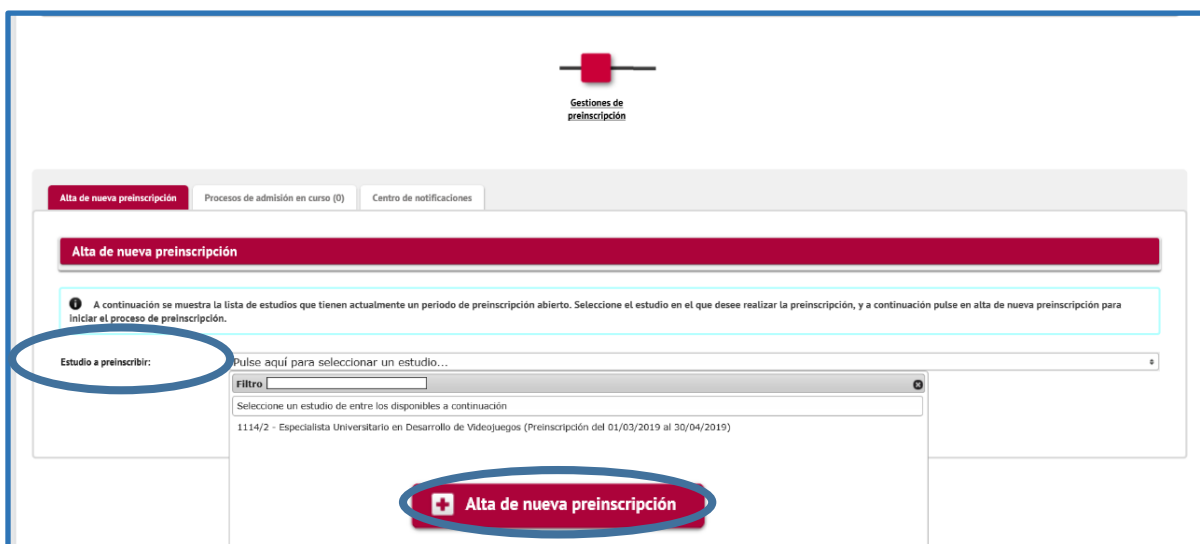 Gestiones de
preinscripción
Alta de nueva preinscripción
Procesos de admisión en curso (0)
Centro de notificaciones
Alta de nueva preinscripción
A continuación se muestra la lista de estudios que tienen actualmente un periodo de preinscripción abierto. Seleccione el estudio en el que desee realizar la preinscripción, y a continuación pulse en alta de nueva preinscripción para
iniciar el proceso de preinscripción.
Estudio a preinscribir:
Pulse aquí para seleccionar un estudio...
Filtro
Seleccione un estudio de entre los disponibles a continuación
1114/2 - Especialista Universitario en Desarrollo de Videojuegos (Preinscripción del 01/03/2019 al 30/04/2019)
Alta de nueva preinscripción